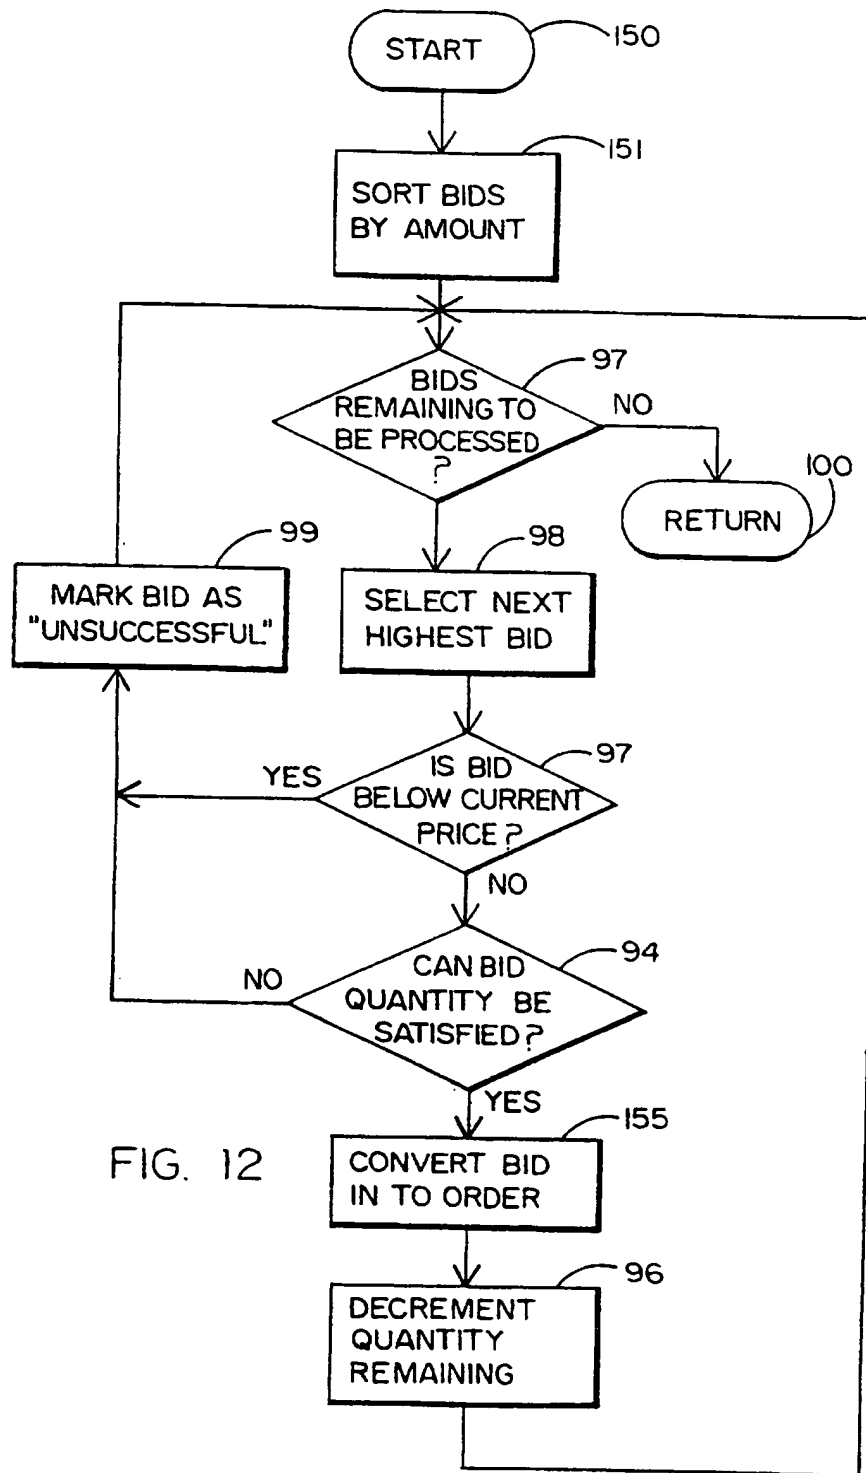 START
150
151
SORT BIDS
BY AMOUNT
97
BIDS
REMAINING TO
BE PROCESSED
?
NO
100
RETURN
99
MARK BID AS
"UNSUCCESSFUL"
98
SELECT NEXT
HIGHEST BID
97
YES
IS BID
BELOW CURRENT
PRICE?
NO
94
NO
CAN BID
QUANTITY BE
SATISFIED?
YES
155
FIG. 12
CONVERT BID
IN TO ORDER
96
DECREMENT
QUANTITY
REMAINING